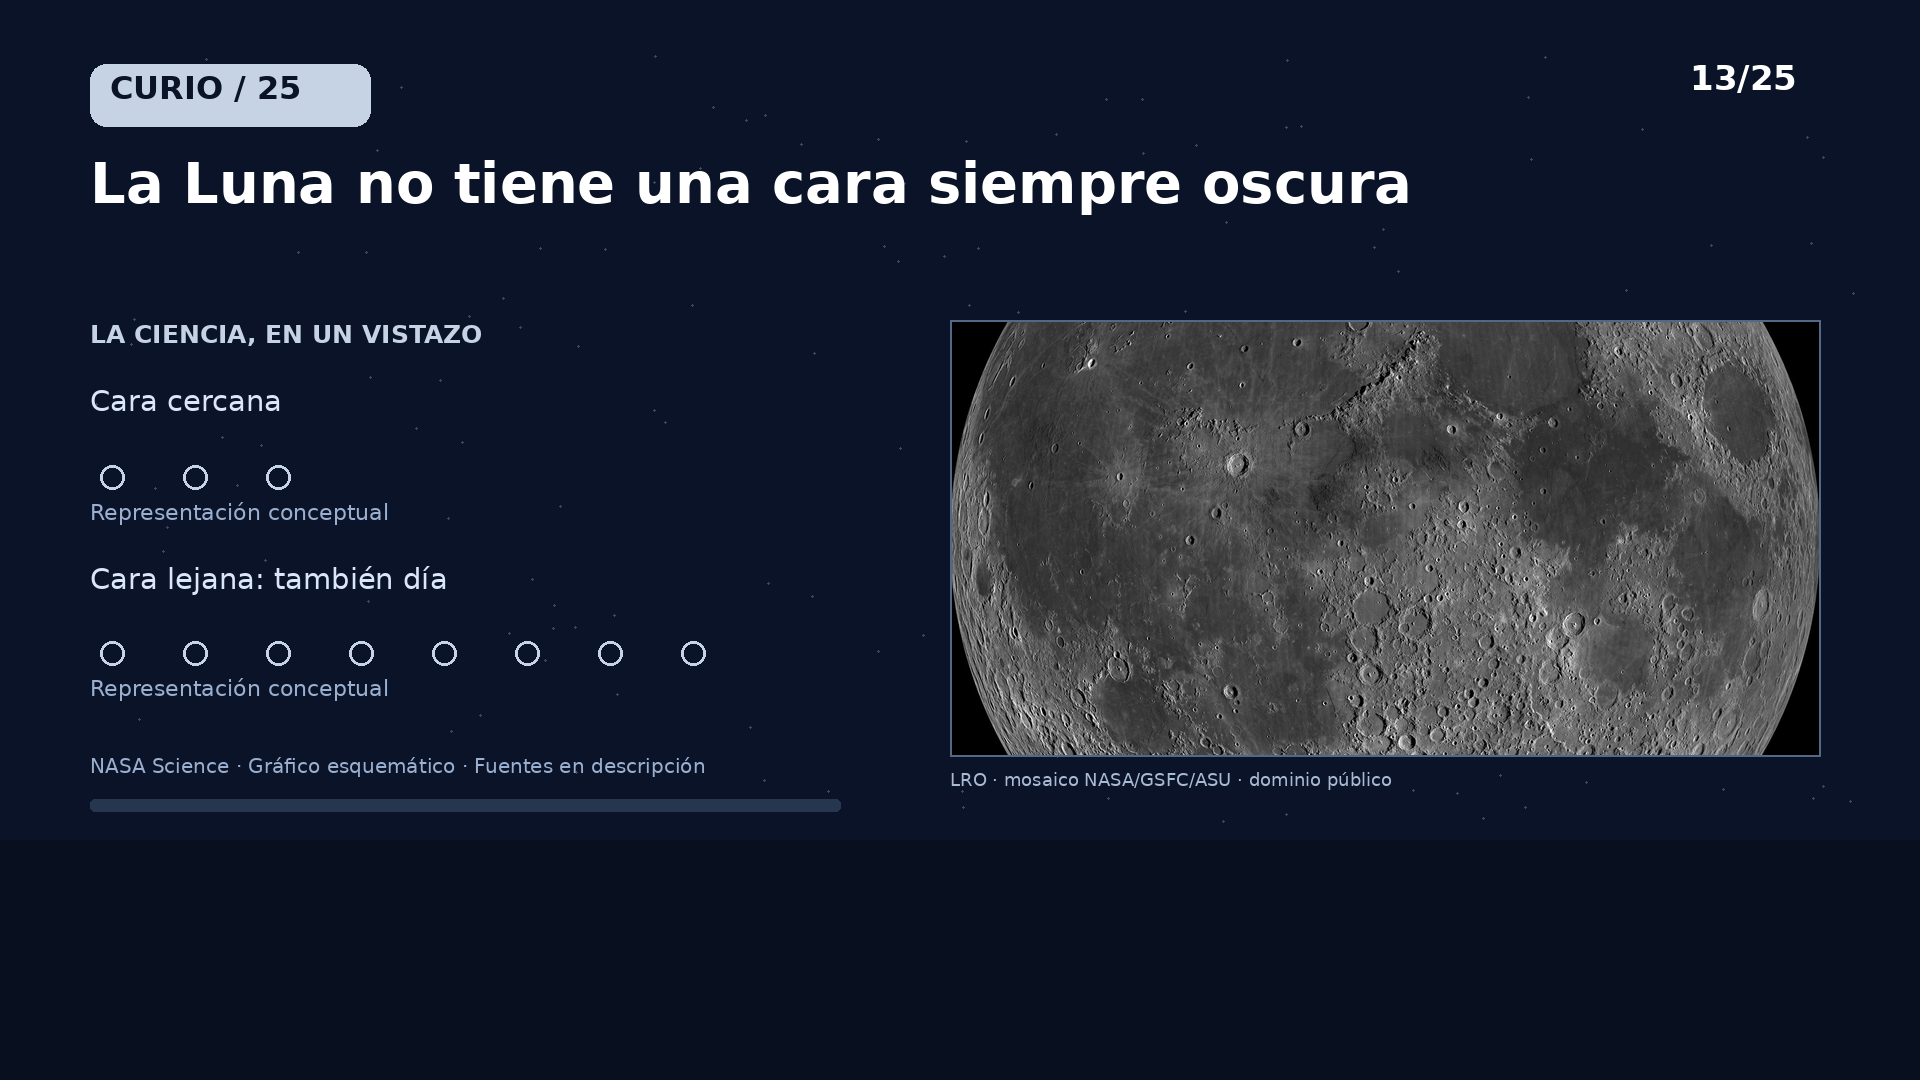 CURIO / 25
13/25
La Luna no tiene una cara siempre oscura
LA CIENCIA, EN UN VISTAZO
Cara cercana
Representación conceptual
Cara lejana: también día
Representación conceptual
NASA Science · Gráfico esquemático · Fuentes en descripción
LRO · mosaico NASA/GSFC/ASU · dominio público